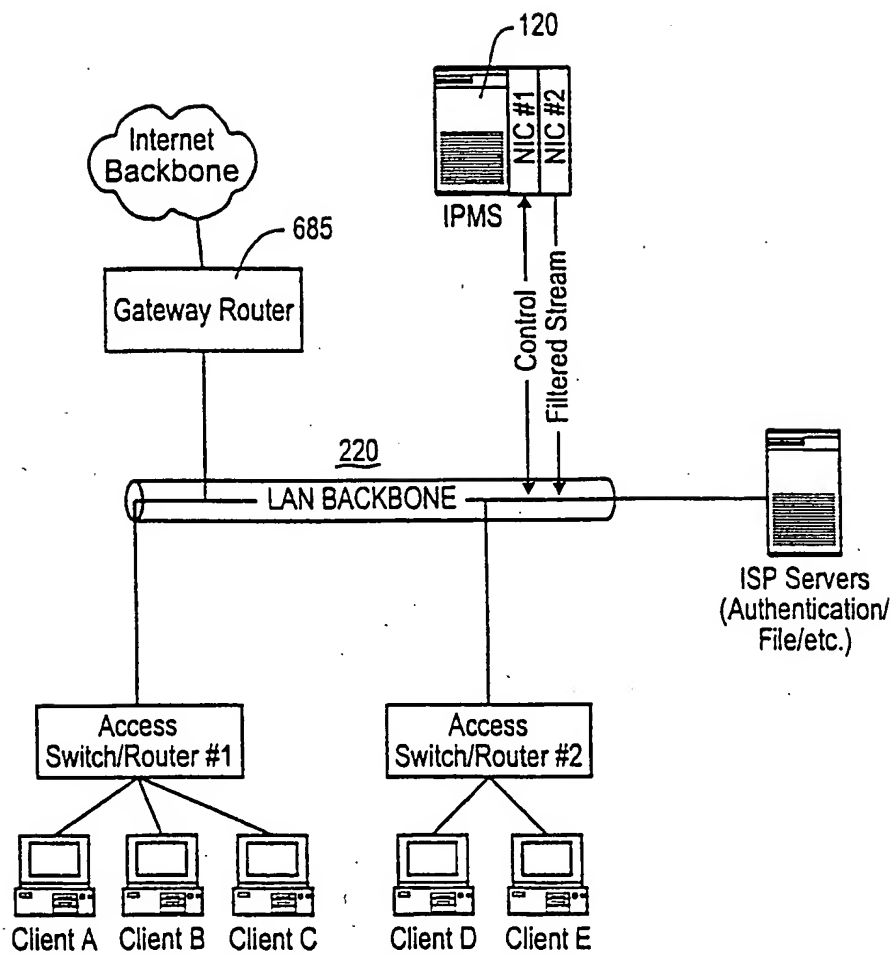 120
NIC #1
NIC #2
IPMS
Internet
Backbone
685
Gateway Router
Control
Filtered Stream
220
LAN BACKBONE
ISP Servers
(Authentication/
File/etc.)
Access
Switch/Router #1
Access
Switch/Router #2
Client A
Client B
Client C
Client D
Client E